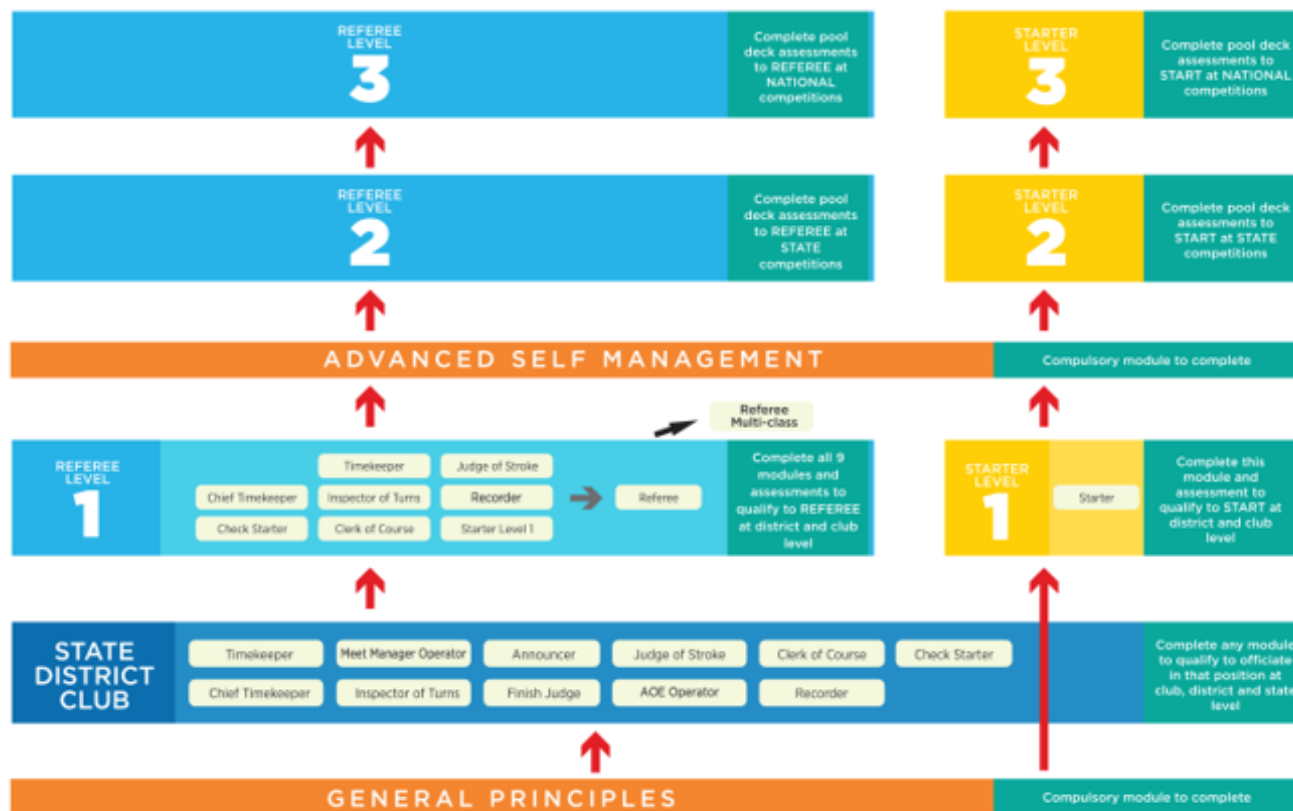 REFEREE
LEVEL
3
Complete pool
deck assessments
to REFEREE at
NATIONAL
competitions
STARTER
LEVEL
3
Complete pool deck
assessments to
START at NATIONAL
competitions
REFEREE
LEVEL
2
Complete pool
deck assessments
to REFEREE at
STATE
competitions
STARTER
LEVEL
2
Complete pool deck
assessments to
START at STATE
competitions
ADVANCED SELF MANAGEMENT
Compulsory module to complete
Referee
Multi-class
REFEREE
LEVEL
1
Timekeeper
Judge of Stroke
Chief Timekeeper
Inspector of Turns
Recorder
Referee
Check Starter
Clerk of Course
Starter Level 1
Complete all 9
modules and
assessments to
qualify to REFEREE
at district and club
level
STARTER
LEVEL
1
Starter
Complete this
module and
assessment to
qualify to START at
district and club
level
STATE
DISTRICT
CLUB
Timekeeper
Meet Manager Operator
Announcer
Judge of Stroke
Clerk of Course
Check Starter
Chief Timekeeper
Inspector of Turns
Finish Judge
AOE Operator
Recorder
Complete any module
to qualify to officiate
in that position at
club, district and state
level
GENERAL PRINCIPLES
Compulsory module to complete